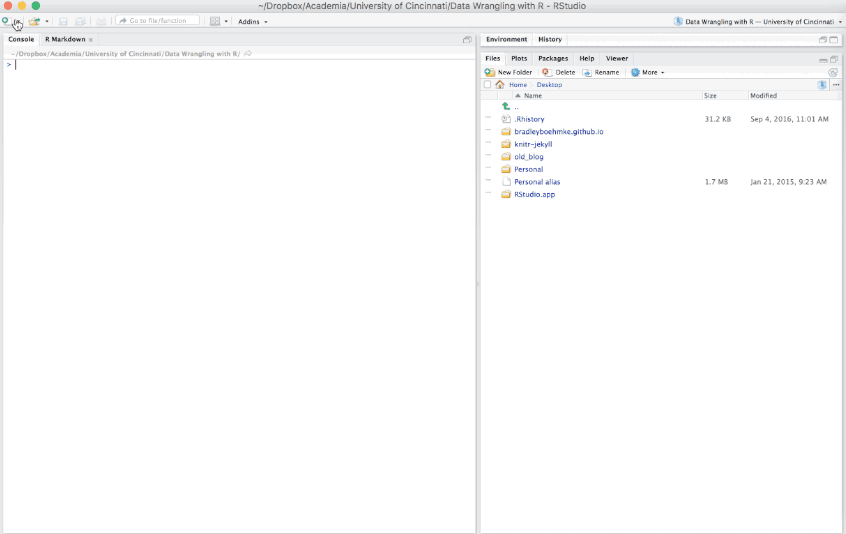 ~/Dropbox/Academia/University of Cincinnati/Data Wrangling with R - RStudio
Go to file/function
Addins
Data Wrangling with R — University of Cincinnati
Console
R Markdown
~/Dropbox/Academia/University of Cincinnati/Data Wrangling with R/
>
Environment
History
Files
Plots
Packages
Help
Viewer
New Folder
Delete
Rename
More
Home
Desktop
Name
Size
Modified
..
.Rhistory
31.2 KB
Sep 4, 2016, 11:01 AM
bradleyboehmke.github.io
knitr-jekyll
old_blog
Personal
Personal alias
1.7 MB
Jan 21, 2015, 9:23 AM
RStudio.app